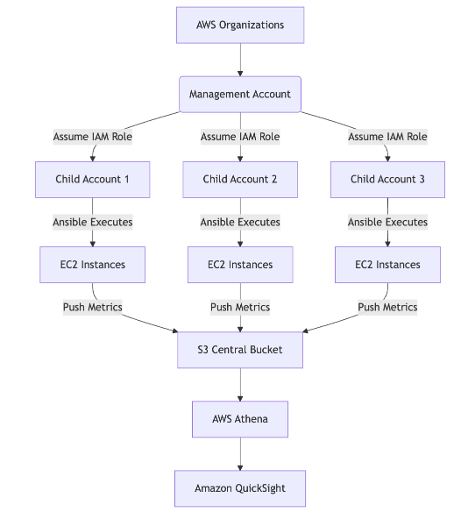 AWS Organizations
Management Account
Assume IAM Role
Assume IAM Role
Assume IAM Role
Child Account 1
Child Account 2
Child Account 3
Ansible Executes
Ansible Executes
Ansible Executes
EC2 Instances
EC2 Instances
EC2 Instances
Push Metrics
Push Metrics
Push Metrics
S3 Central Bucket
AWS Athena
Amazon QuickSight